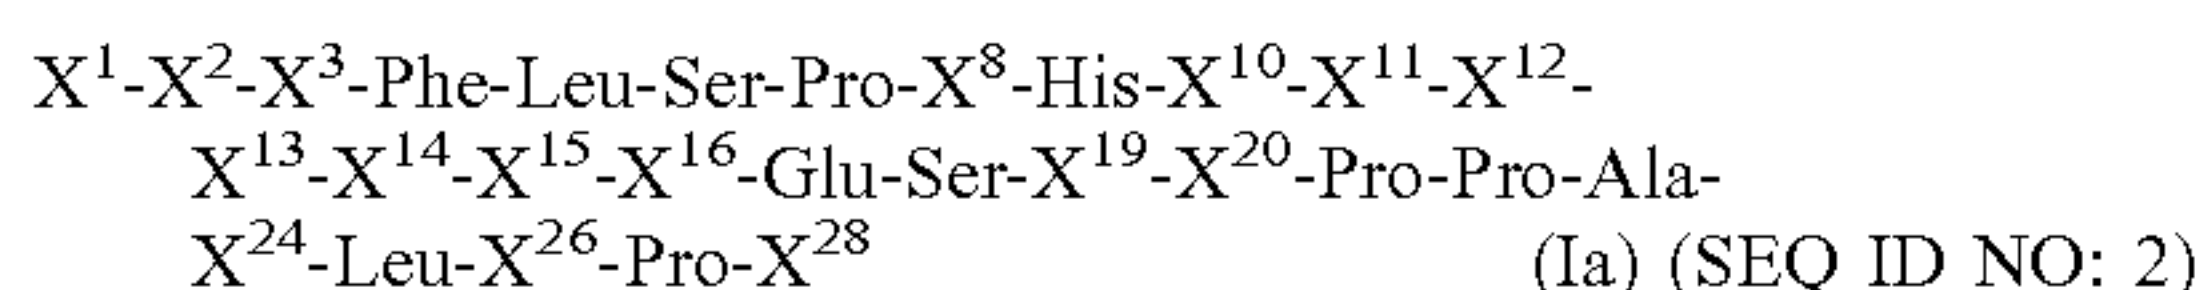 X¹-X²-X³-Phe-Leu-Ser-Pro-X⁸-His-X¹⁰-X¹¹-X¹²-
X¹³-X¹⁴-X¹⁵-X¹⁶-Glu-Ser-X¹⁹-X²⁰-Pro-Pro-Ala-
X²⁴-Leu-X²⁶-Pro-X²⁸ (Ia) (SEQ ID NO: 2)